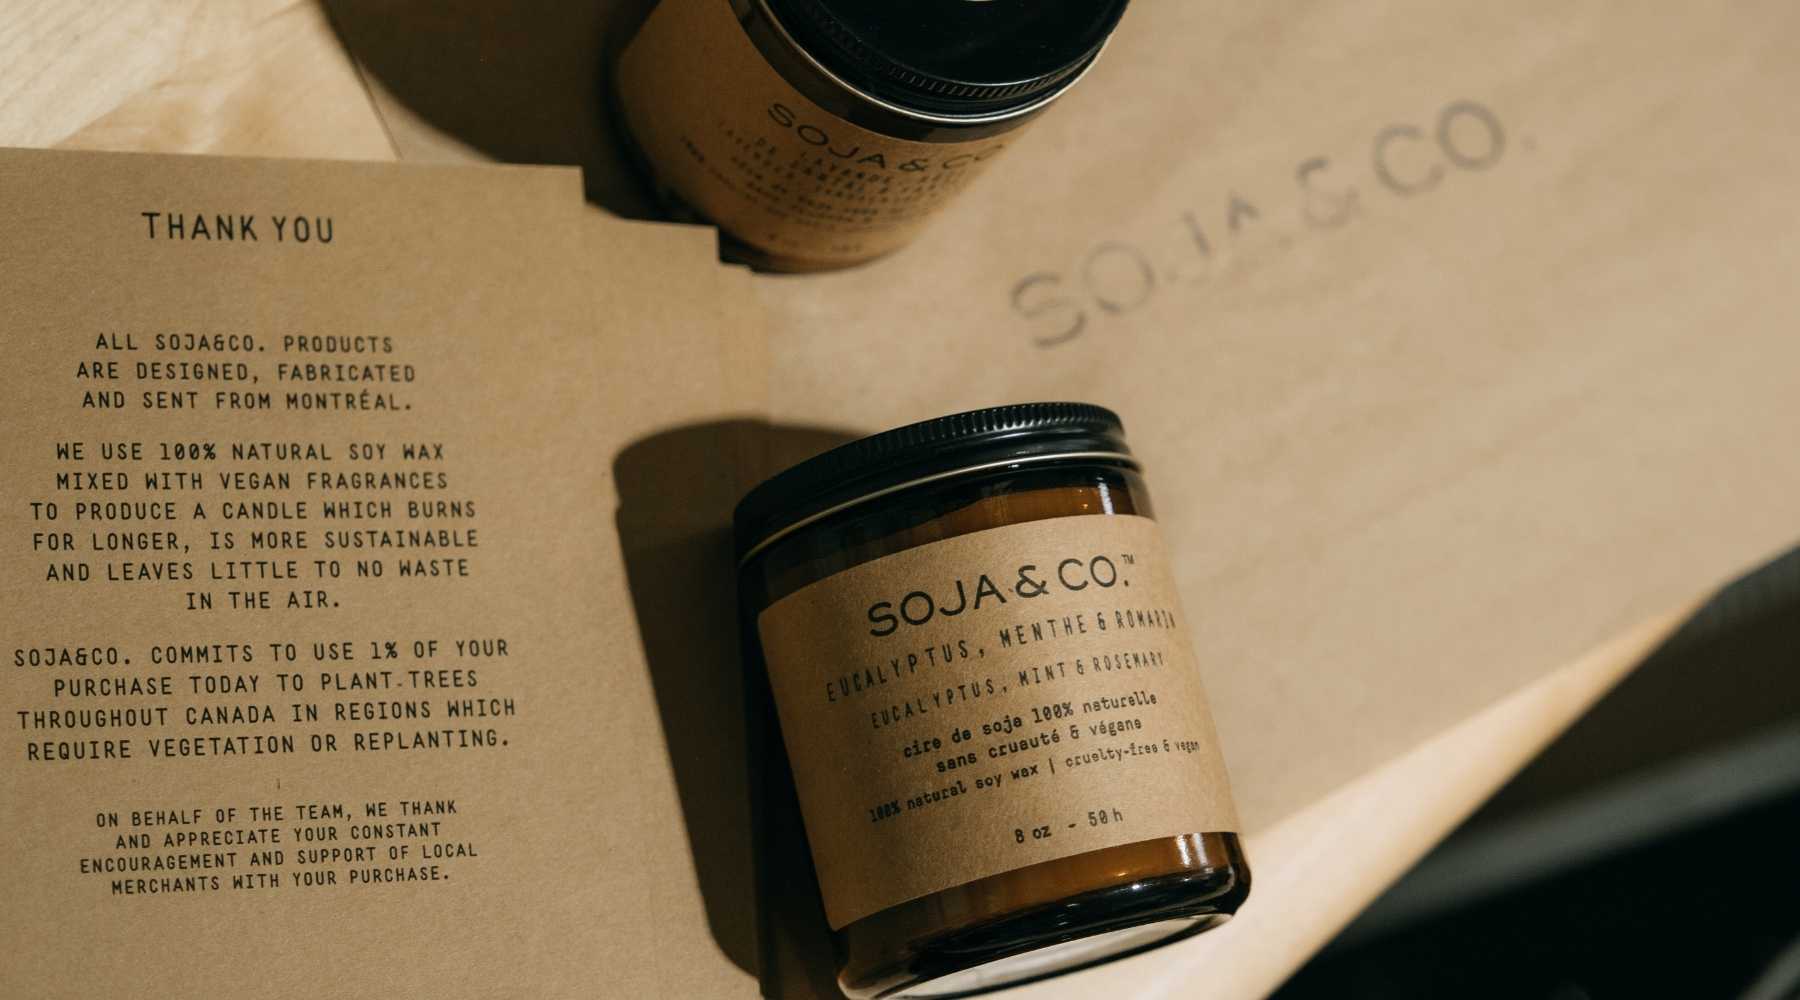 THANK YOU
ALL SOJA&CO. PRODUCTS
ARE DESIGNED, FABRICATED
AND SENT FROM MONTRÉAL.
WE USE 100% NATURAL SOY WAX
MIXED WITH VEGAN FRAGRANCES
TO PRODUCE A CANDLE WHICH BURNS
FOR LONGER, IS MORE SUSTAINABLE
AND LEAVES LITTLE TO NO WASTE
IN THE AIR.
SOJA&CO. COMMITS TO USE 1% OF YOUR
PURCHASE TODAY TO PLANT TREES
THROUGHOUT CANADA IN REGIONS WHICH
REQUIRE VEGETATION OR REPLANTING.
ON BEHALF OF THE TEAM, WE THANK
AND APPRECIATE YOUR CONSTANT
ENCOURAGEMENT AND SUPPORT OF LOCAL
MERCHANTS WITH YOUR PURCHASE.
SOJA & CO.
SOJA & CO.
SOJA & CO.™
EUCALYPTUS, MENTHE & ROMARIN
EUCALYPTUS, MINT & ROSEMARY
cire de soja 100% naturelle
sans cruauté & végane
100% natural soy wax | cruelty-free & vegan
8 oz - 50 h